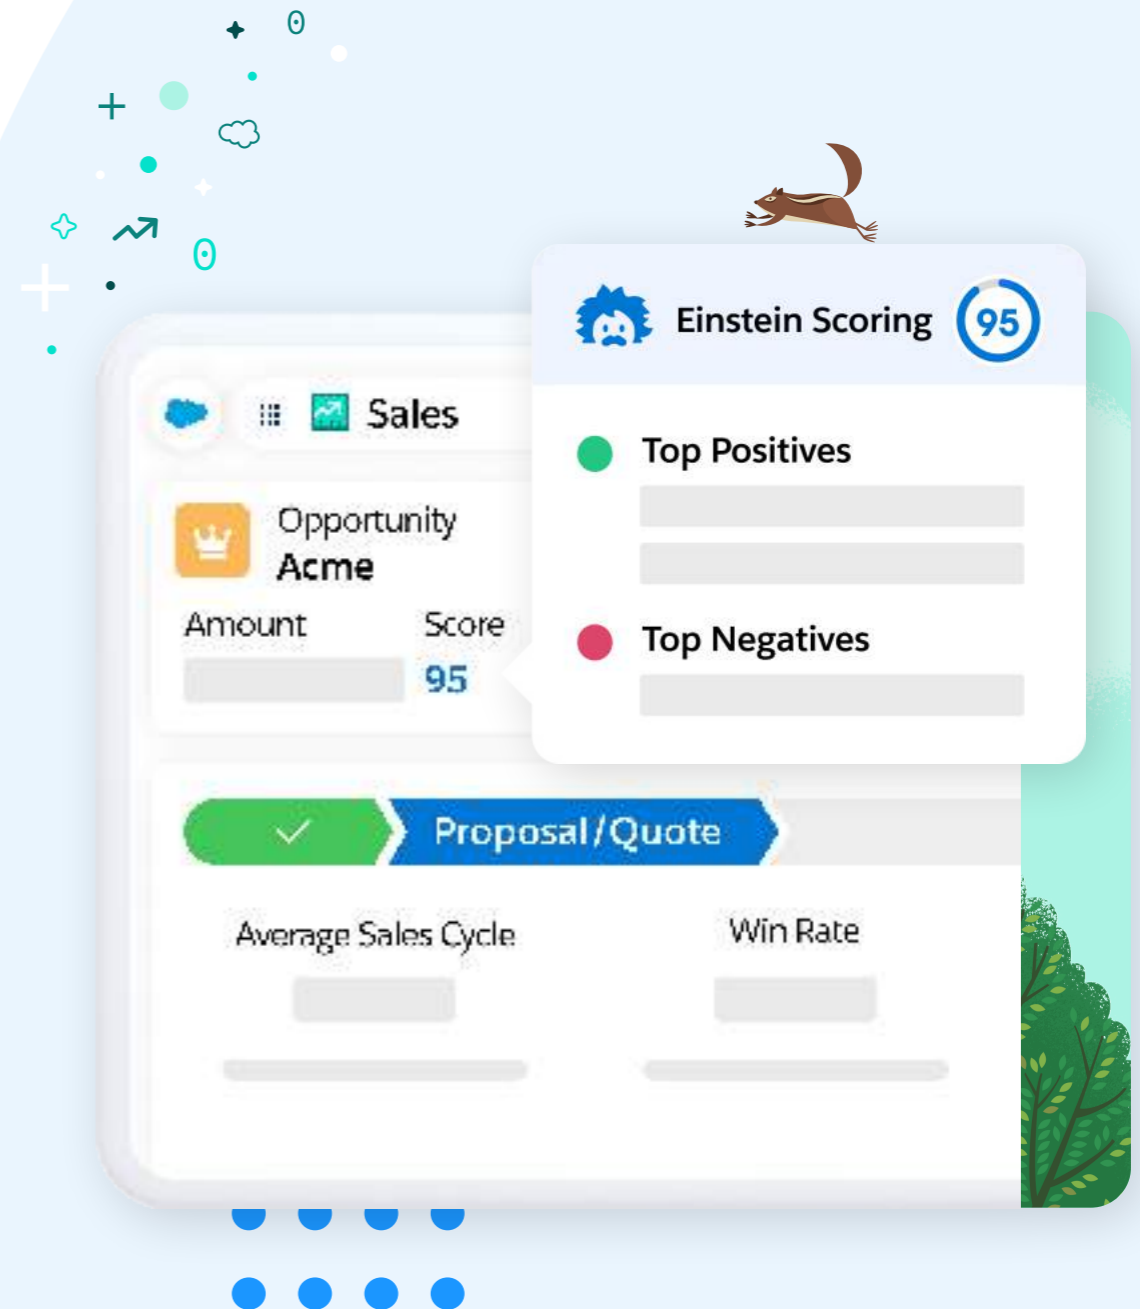 Einstein Scoring
95
Sales
Top Positives
Opportunity
Acme
Amount
Score
95
Top Negatives
Proposal/Quote
Average Sales Cycle
Win Rate